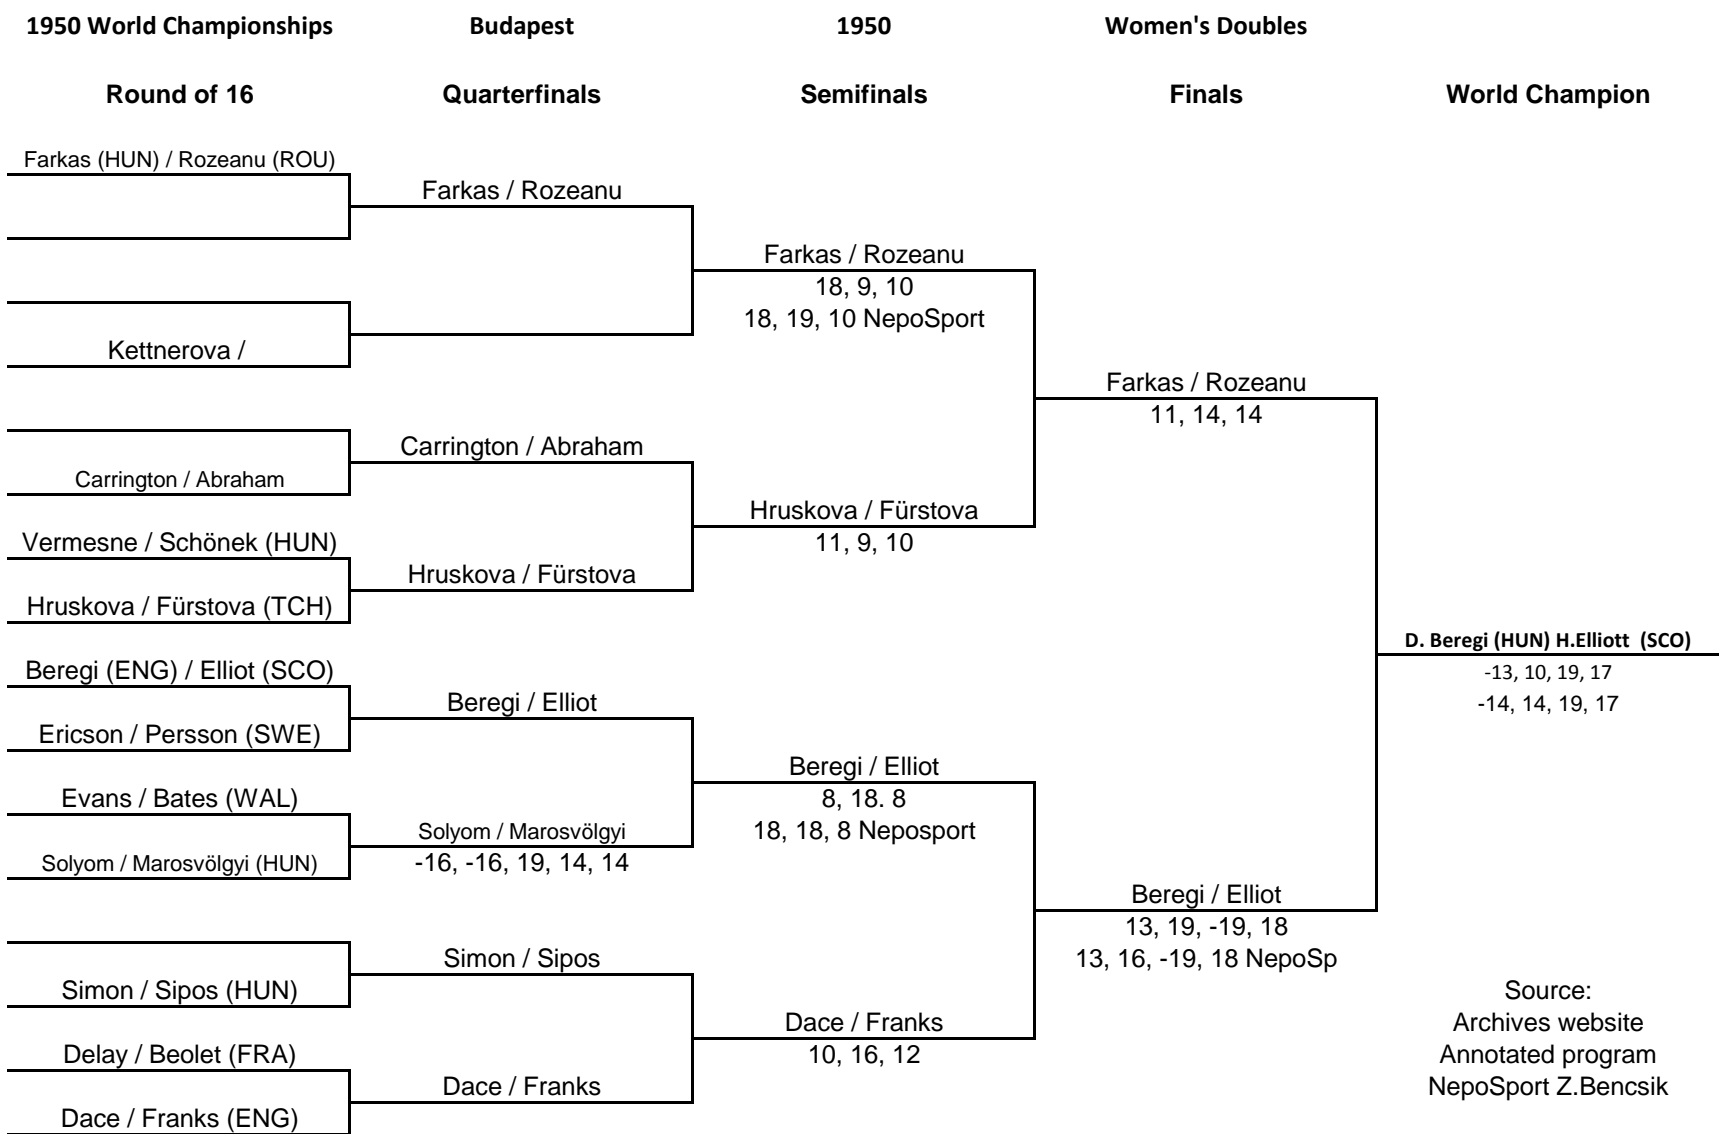 1950 World Championships Budapest 1950 Women's Doubles
Round of 16 Quarterfinals Semifinals Finals World Champion
Farkas (HUN) / Rozeanu (ROU)
Farkas / Rozeanu
Farkas / Rozeanu
18, 9, 10
18, 19, 10 NepoSport
Kettnerova /
Farkas / Rozeanu
11, 14, 14
Carrington / Abraham
Carrington / Abraham
Hruskova / Fürstova
11, 9, 10
Vermesne / Schönek (HUN)
Hruskova / Fürstova
Hruskova / Fürstova (TCH)
D. Beregi (HUN) H.Elliott (SCO)
-13, 10, 19, 17
-14, 14, 19, 17
Beregi (ENG) / Elliot (SCO)
Beregi / Elliot
Ericson / Persson (SWE)
Beregi / Elliot
8, 18. 8
18, 18, 8 Neposport
Evans / Bates (WAL)
Solyom / Marosvölgyi
-16, -16, 19, 14, 14
Solyom / Marosvölgyi (HUN)
Beregi / Elliot
13, 19, -19, 18
13, 16, -19, 18 NepoSp
Simon / Sipos
Simon / Sipos (HUN)
Dace / Franks
10, 16, 12
Delay / Beolet (FRA)
Dace / Franks
Dace / Franks (ENG)
Source:
Archives website
Annotated program
NepoSport Z.Bencsik